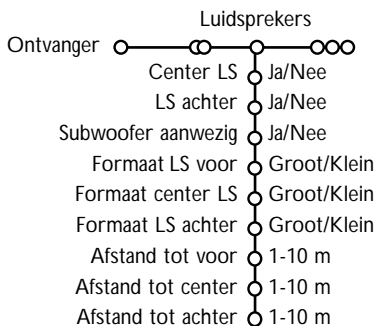 Luidsprekers
Ontvanger
Center LS Ja/Nee
LS achter Ja/Nee
Subwoofer aanwezig Ja/Nee
Formaat LS voor Groot/Klein
Formaat center LS Groot/Klein
Formaat LS achter Groot/Klein
Afstand tot voor 1-10 m
Afstand tot center 1-10 m
Afstand tot achter 1-10 m